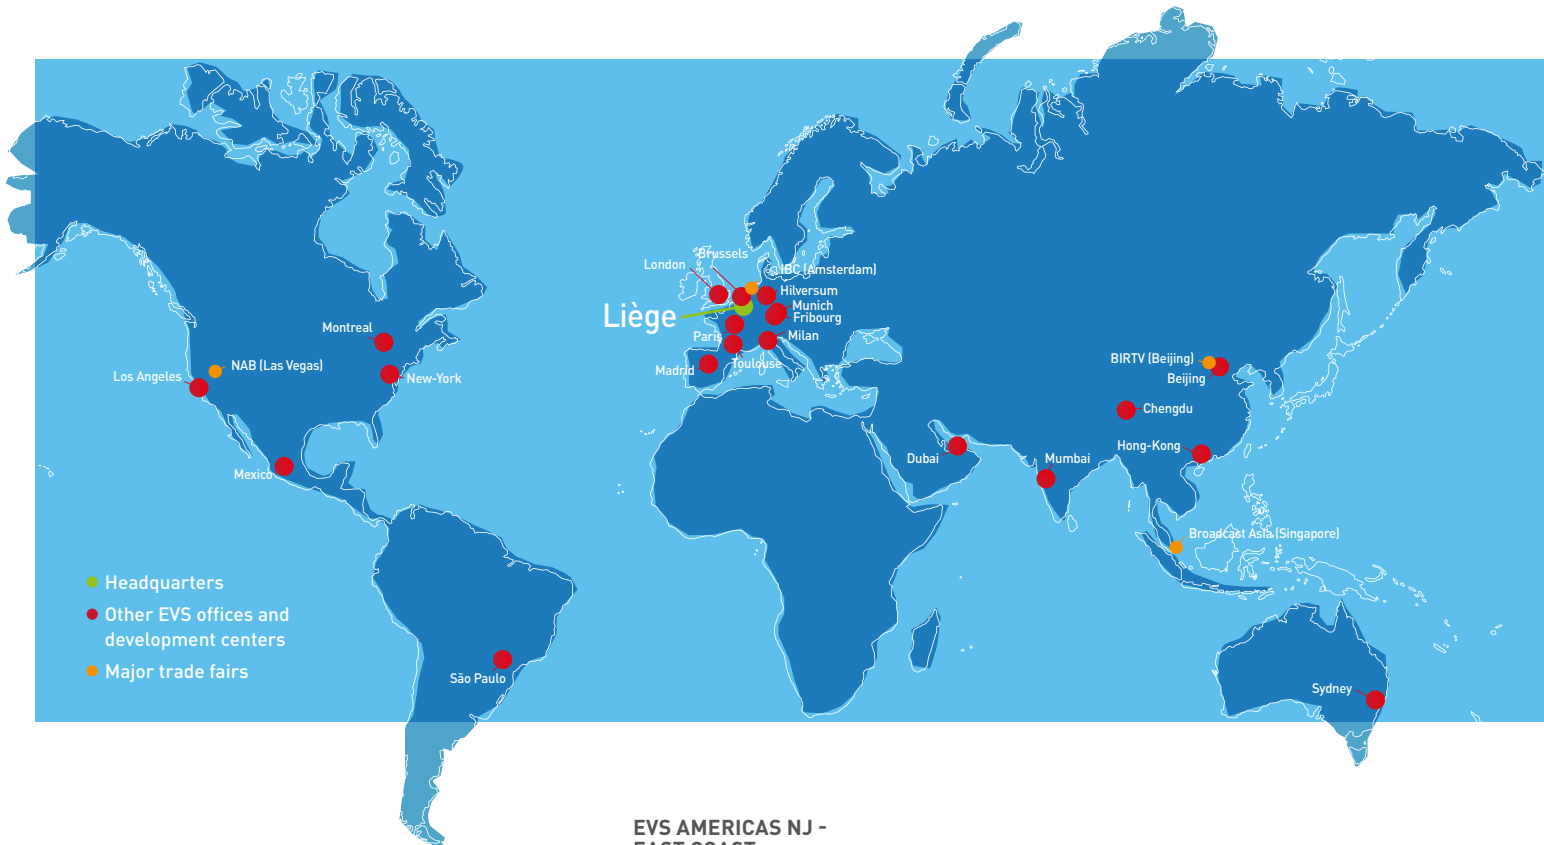 Brussels
London
IBC (Amsterdam)
Hilversum
Munich
Liège
Fribourg
Montreal
Paris
Milan
NAB (Las Vegas)
BIRTV (Beijing)
Toulouse
Madrid
Los Angeles
New-York
Beijing
Chengdu
Hong-Kong
Dubai
Mumbai
Mexico
Broadcast Asia (Singapore)
Headquarters
Other EVS offices and
development centers
Major trade fairs
São Paulo
Sydney
EVS AMERICAS NJ -
EAST COAST